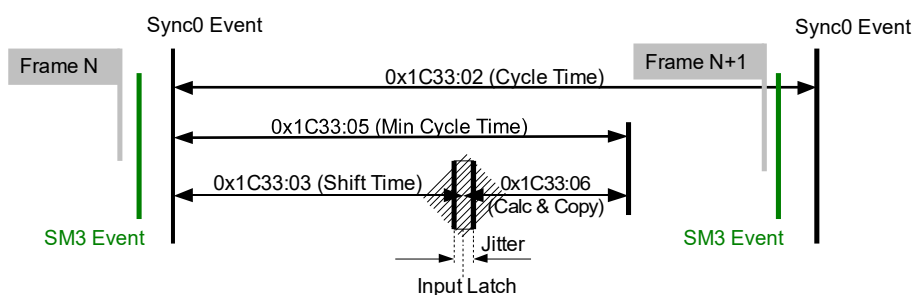 Sync0 Event
Sync0 Event
Frame N
Frame N+1
0x1C33:02 (Cycle Time)
0x1C33:05 (Min Cycle Time)
0x1C33:03 (Shift Time)
0x1C33:06
(Calc & Copy)
SM3 Event
SM3 Event
Jitter
Input Latch